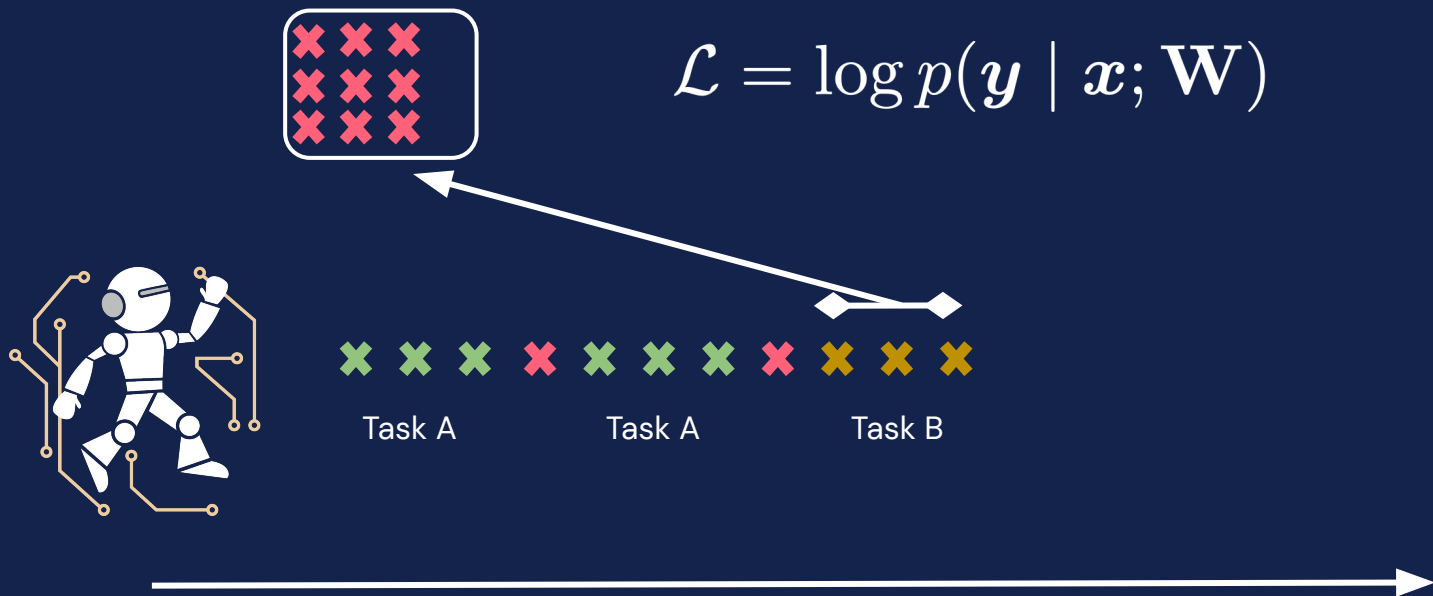 ℒ = log p(y | x; W)
Task A Task A Task B